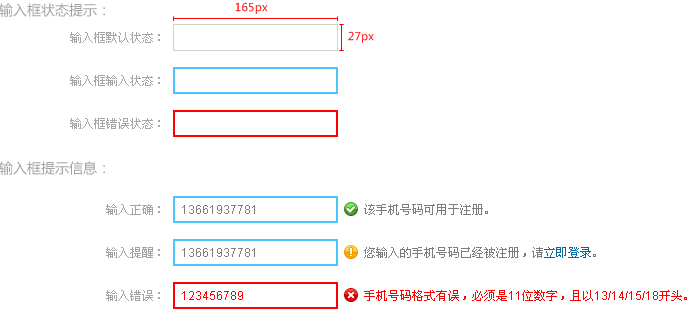 输入框状态提示：
165px
输入框默认状态：
27px
输入框输入状态：
输入框错误状态：
输入框提示信息：
输入正确： 13661937781 该手机号码可用于注册。
输入提醒： 13661937781 您输入的手机号码已经被注册，请立即登录。
输入错误： 123456789 手机号码格式有误，必须是11位数字，且以13/14/15/18开头。